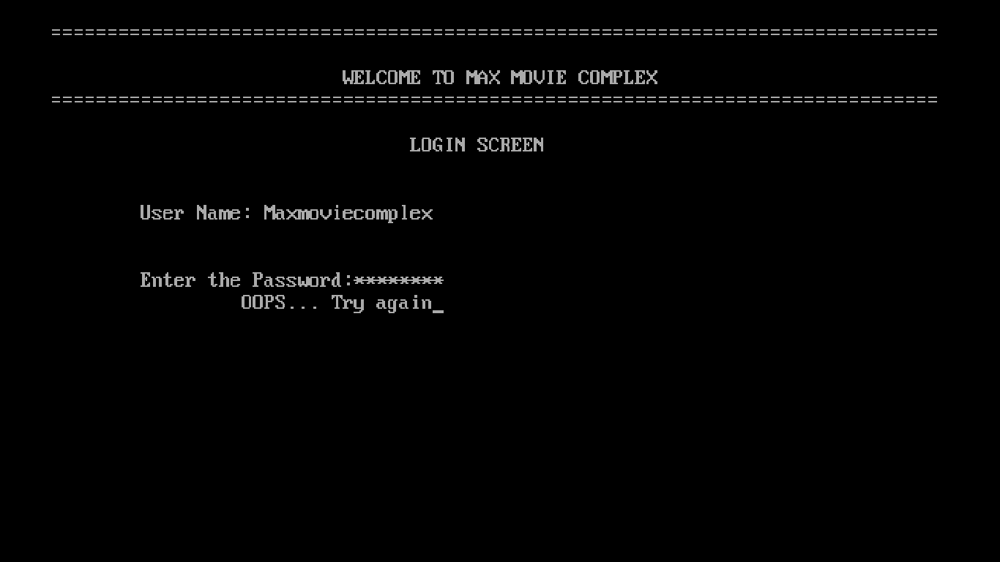 ===============================================================================
WELCOME TO MAX MOVIE COMPLEX
===============================================================================
LOGIN SCREEN
User Name: Maxmoviecomplex
Enter the Password:********
OOPS... Try again_